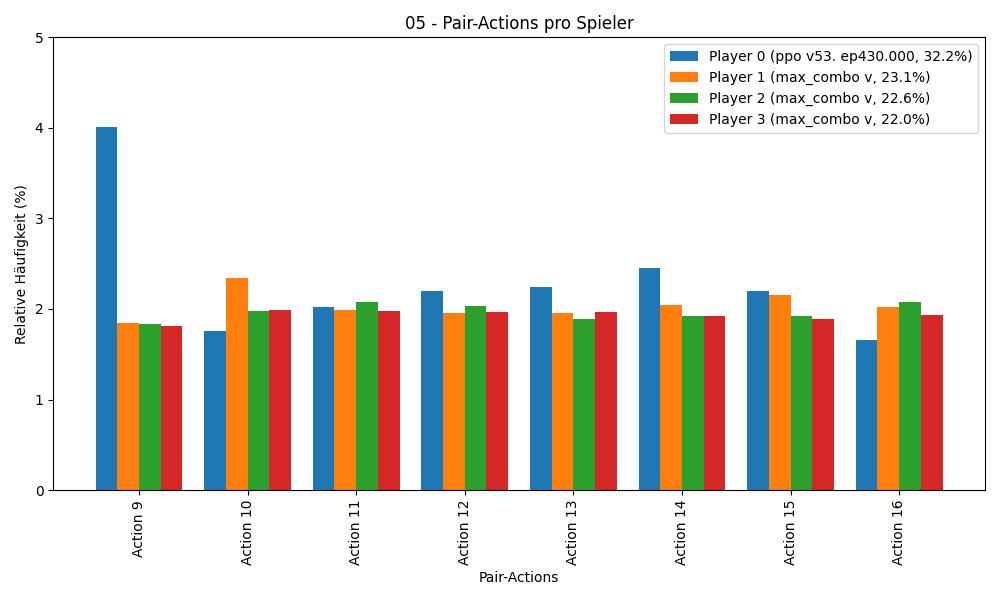 05 - Pair-Actions pro Spieler
Player 0 (ppo v53. ep430.000, 32.2%)
Player 1 (max_combo v, 23.1%)
Player 2 (max_combo v, 22.6%)
Player 3 (max_combo v, 22.0%)
Relative Häufigkeit (%)
5
4
3
2
1
0
Action 9
Action 10
Action 11
Action 12
Action 13
Action 14
Action 15
Action 16
Pair-Actions